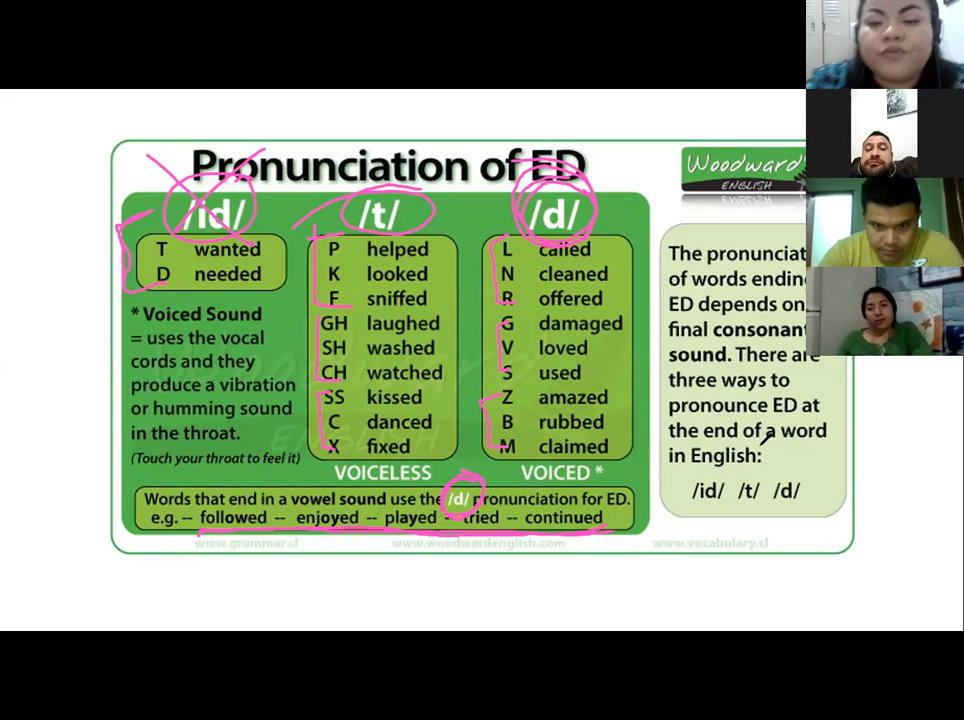 Pronunciation of ED
Woodward
ENGLISH
/id/ /t/ /d/
T wanted
D needed
* Voiced Sound
= uses the vocal
cords and they
produce a vibration
or humming sound
in the throat.
(Touch your throat to feel it)
P helped
K looked
F sniffed
GH laughed
SH washed
CH watched
SS kissed
C danced
X fixed
VOICELESS
L called
N cleaned
R offered
G damaged
V loved
S used
Z amazed
B rubbed
M claimed
VOICED *
Words that end in a vowel sound use the /d/ pronunciation for ED.
e.g. -- followed -- enjoyed -- played -- tried -- continued
The
of words ending
ED depends on
final consonant
sound. There are
three ways to
pronounce ED at
the end of a word
in English:
/id/ /t/ /d/
www.grammar.cl www.woodwardenglish.com www.vocabulary.cl